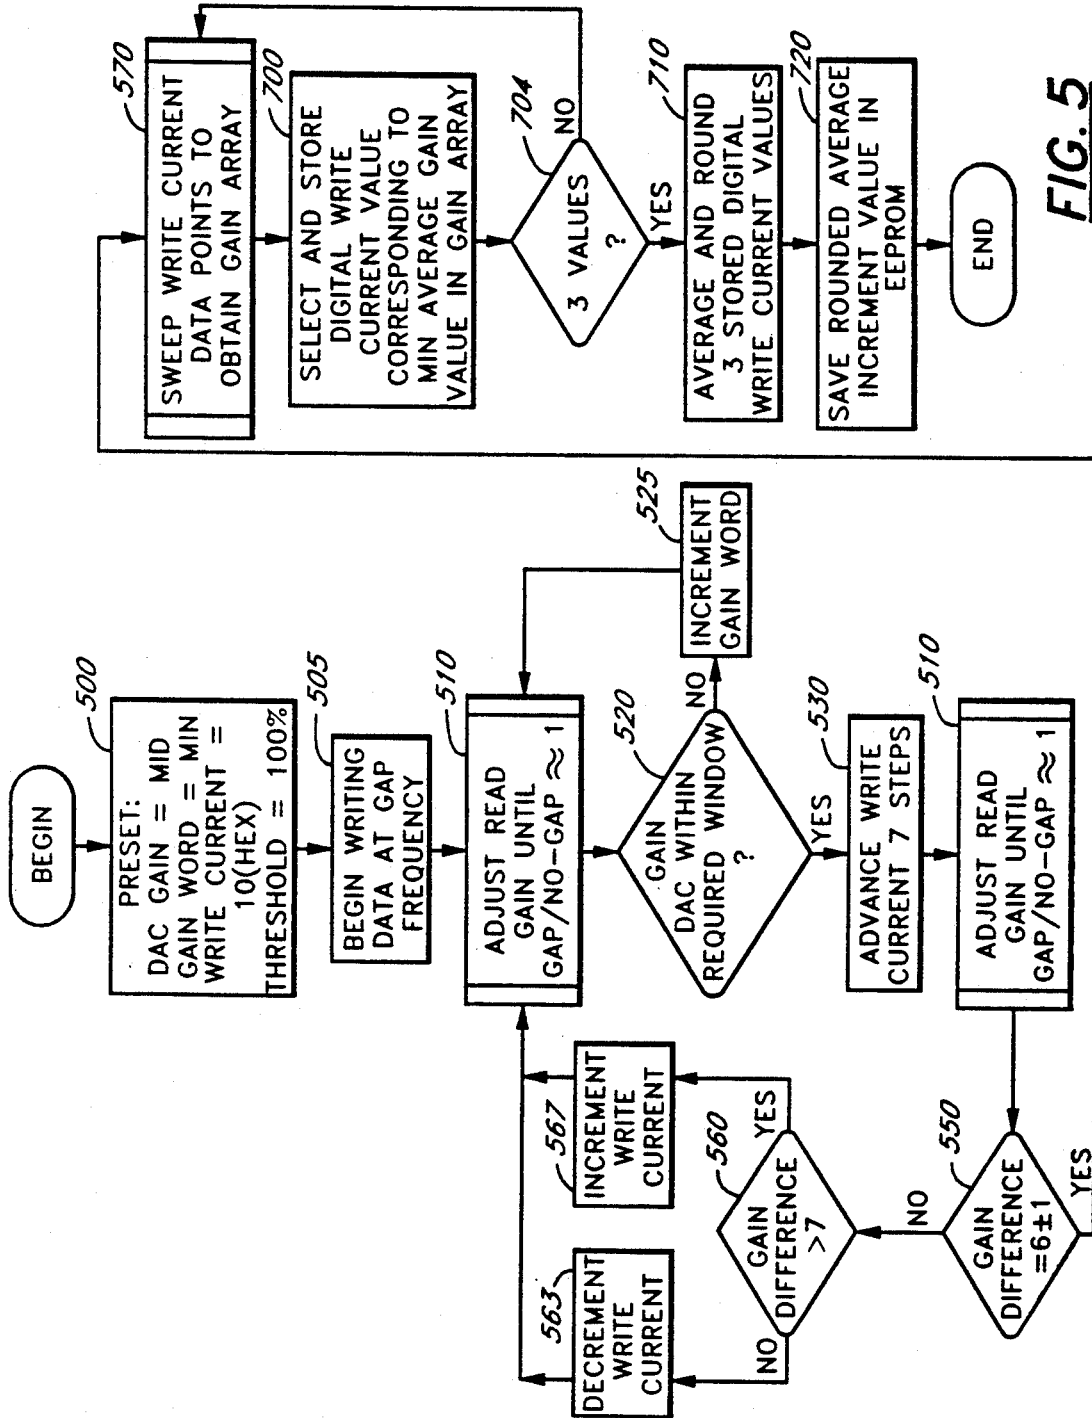 BEGIN
500
PRESET:
DAC GAIN = MID
GAIN WORD = MIN
WRITE CURRENT =
10(HEX)
THRESHOLD = 100%
505
BEGIN WRITING
DATA AT GAP
FREQUENCY
510
ADJUST READ
GAIN UNTIL
GAP/NO-GAP ≈ 1
520
GAIN
DAC WITHIN
REQUIRED WINDOW
?
NO
525
INCREMENT
GAIN WORD
YES
530
ADVANCE WRITE
CURRENT 7 STEPS
510
ADJUST READ
GAIN UNTIL
GAP/NO-GAP ≈ 1
550
GAIN
DIFFERENCE
=6±1
NO
YES
560
GAIN
DIFFERENCE
>7
NO
YES
563
DECREMENT
WRITE
CURRENT
567
INCREMENT
WRITE
CURRENT
570
SWEEP WRITE CURRENT
DATA POINTS TO
OBTAIN GAIN ARRAY
700
SELECT AND STORE
DIGITAL WRITE
CURRENT VALUE
CORRESPONDING TO
MIN AVERAGE GAIN
VALUE IN GAIN ARRAY
704
3 VALUES
?
NO
YES
710
AVERAGE AND ROUND
3 STORED DIGITAL
WRITE CURRENT VALUES
720
SAVE ROUNDED AVERAGE
INCREMENT VALUE IN
EEPROM
END
FIG. 5